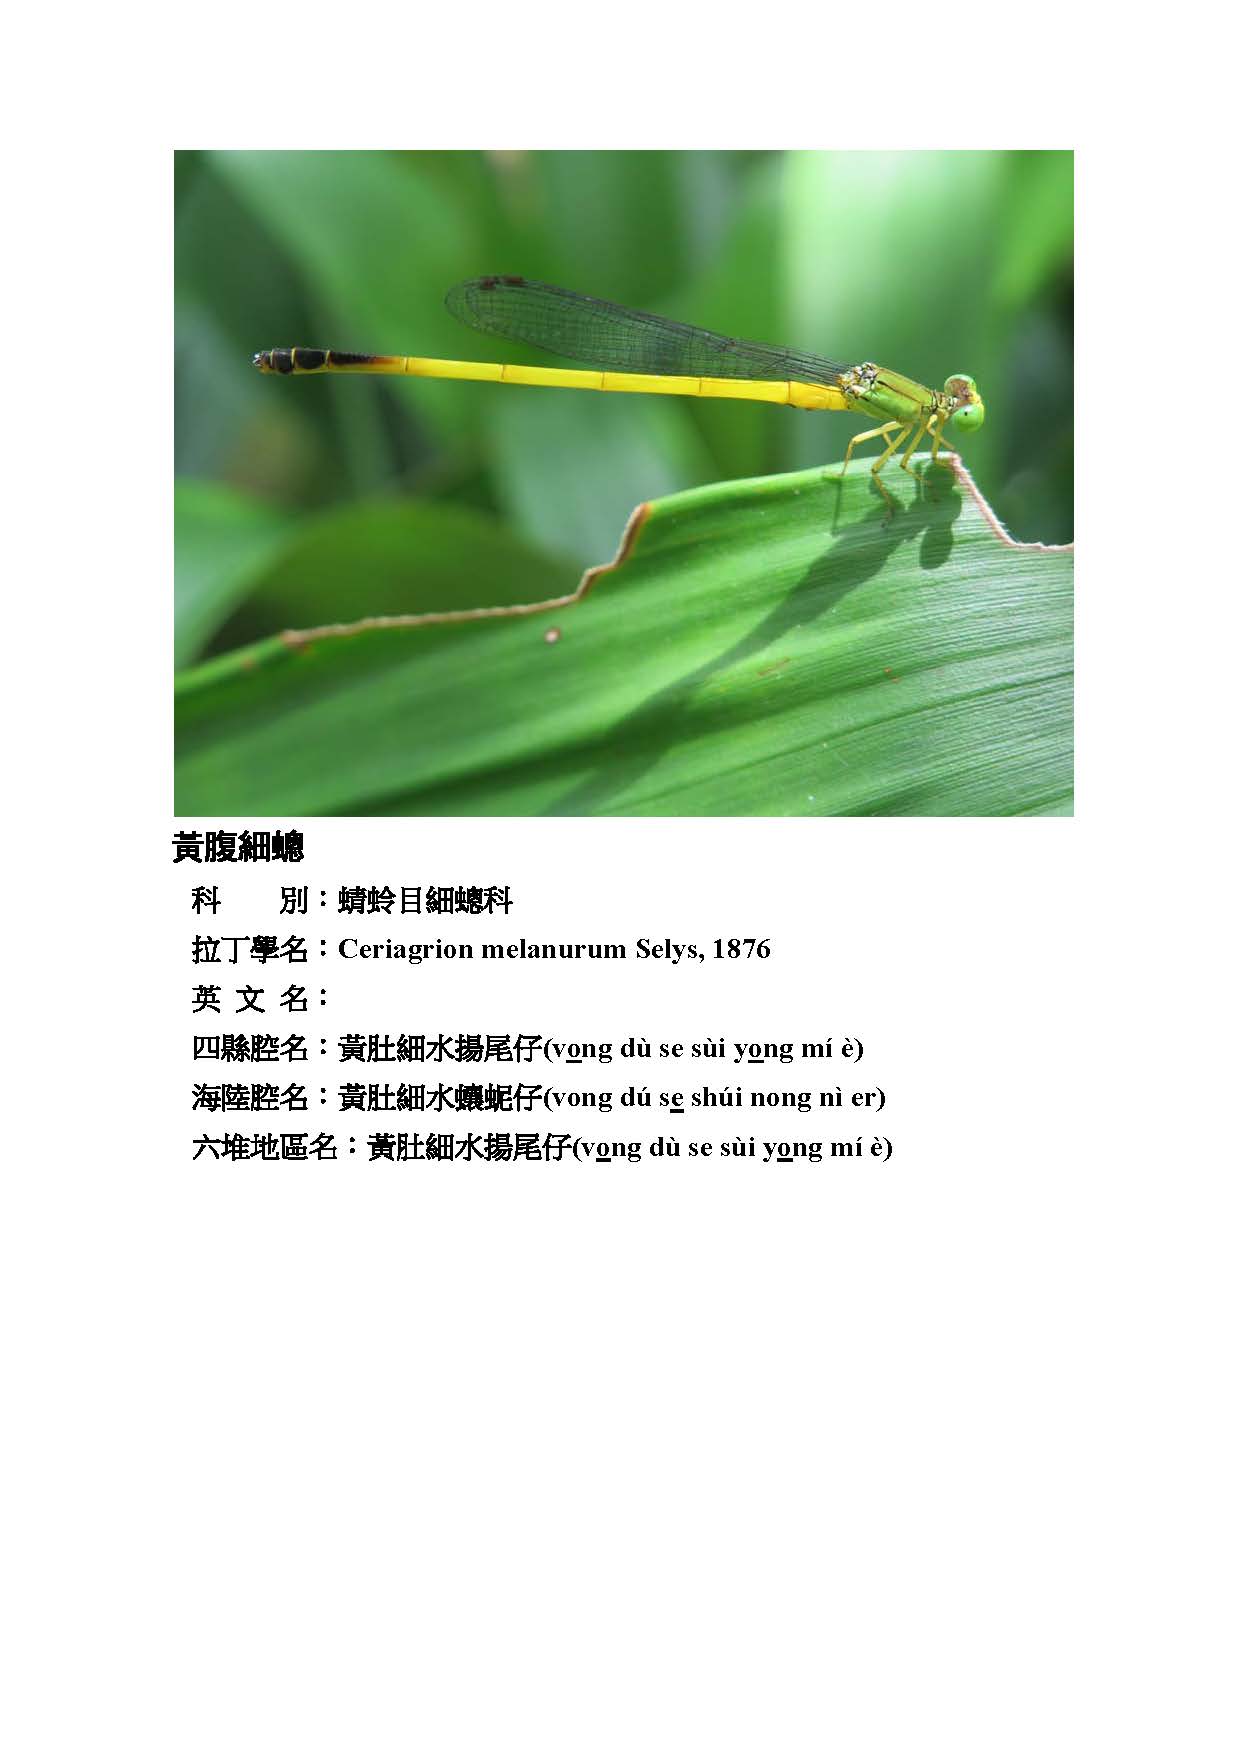 黃腹細蟌
科　　別：蜻蛉目細蟌科
拉丁學名：Ceriagrion melanurum Selys, 1876
英 文 名：
四縣腔名：黃肚細水揚尾仔(vong dù se sùi yong mí è)
海陸腔名：黃肚細水蠰蚭仔(vong dú se shúi nong nì er)
六堆地區名：黃肚細水揚尾仔(vong dù se sùi yong mí è)